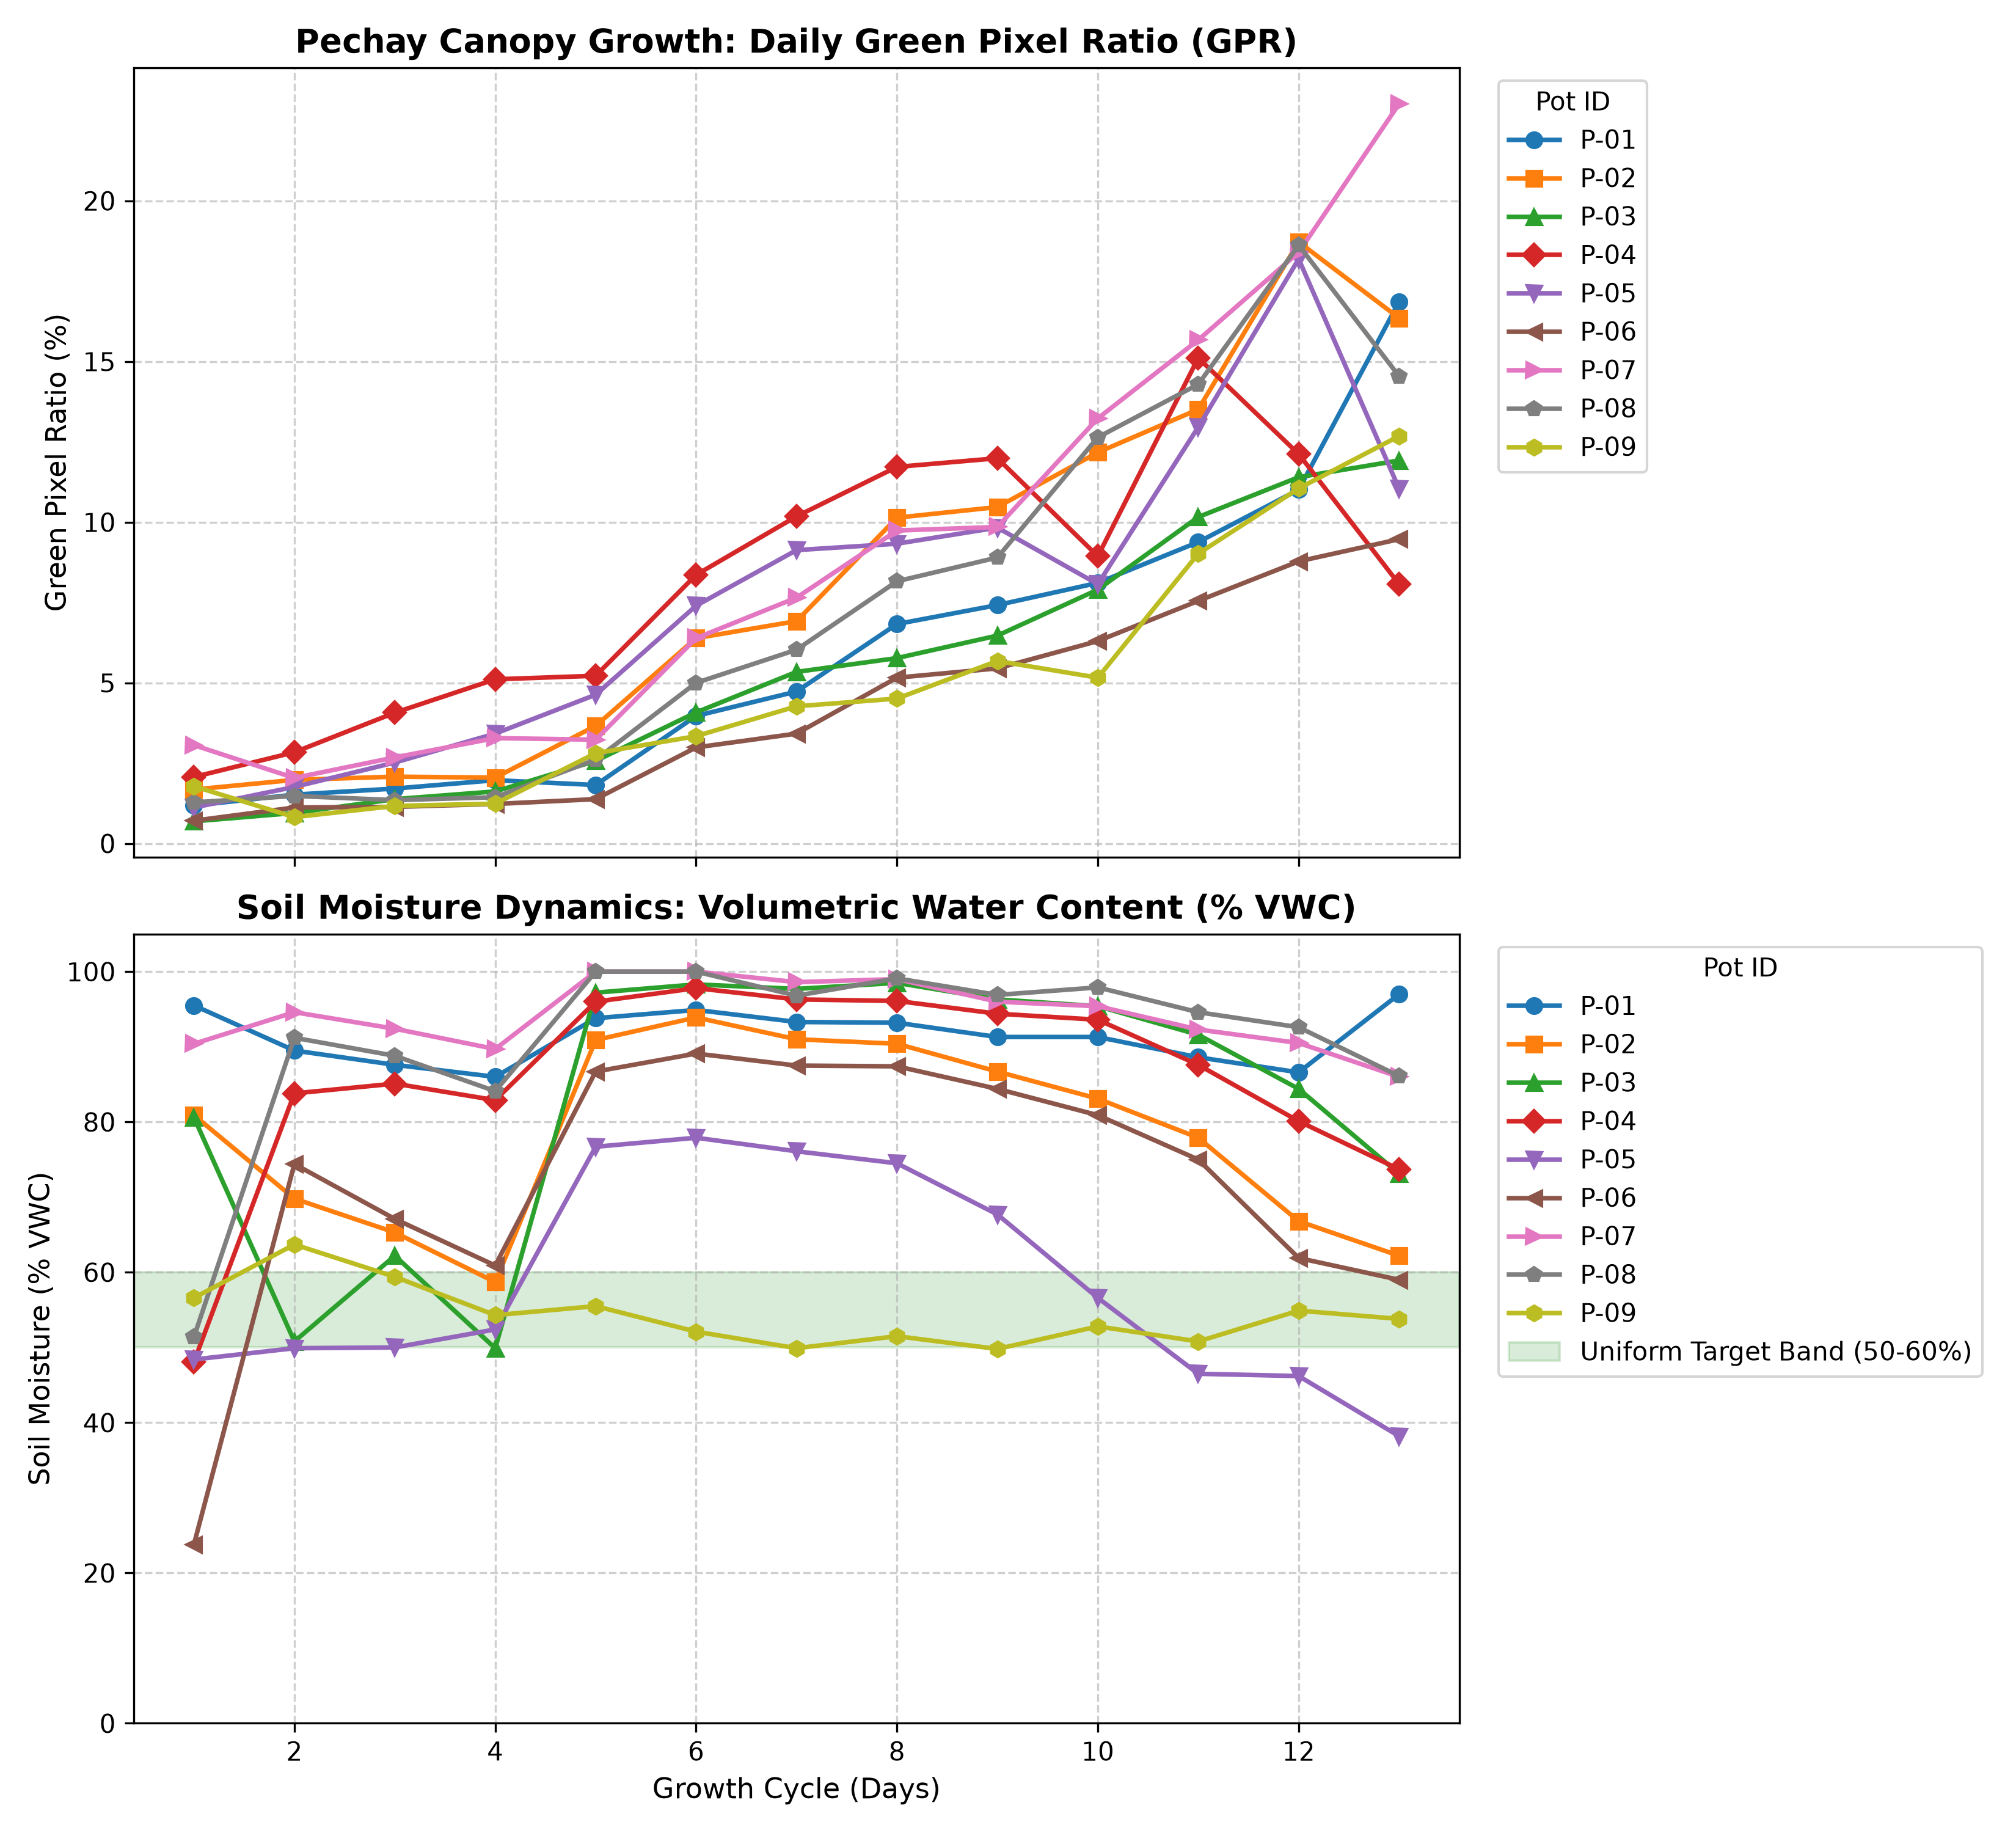 Pechay Canopy Growth: Daily Green Pixel Ratio (GPR)
Green Pixel Ratio (%)
20
15
10
5
0
Pot ID
P-01
P-02
P-03
P-04
P-05
P-06
P-07
P-08
P-09
Soil Moisture Dynamics: Volumetric Water Content (% VWC)
Soil Moisture (% VWC)
100
80
60
40
20
0
2
4
6
8
10
12
Growth Cycle (Days)
Pot ID
P-01
P-02
P-03
P-04
P-05
P-06
P-07
P-08
P-09
Uniform Target Band (50-60%)